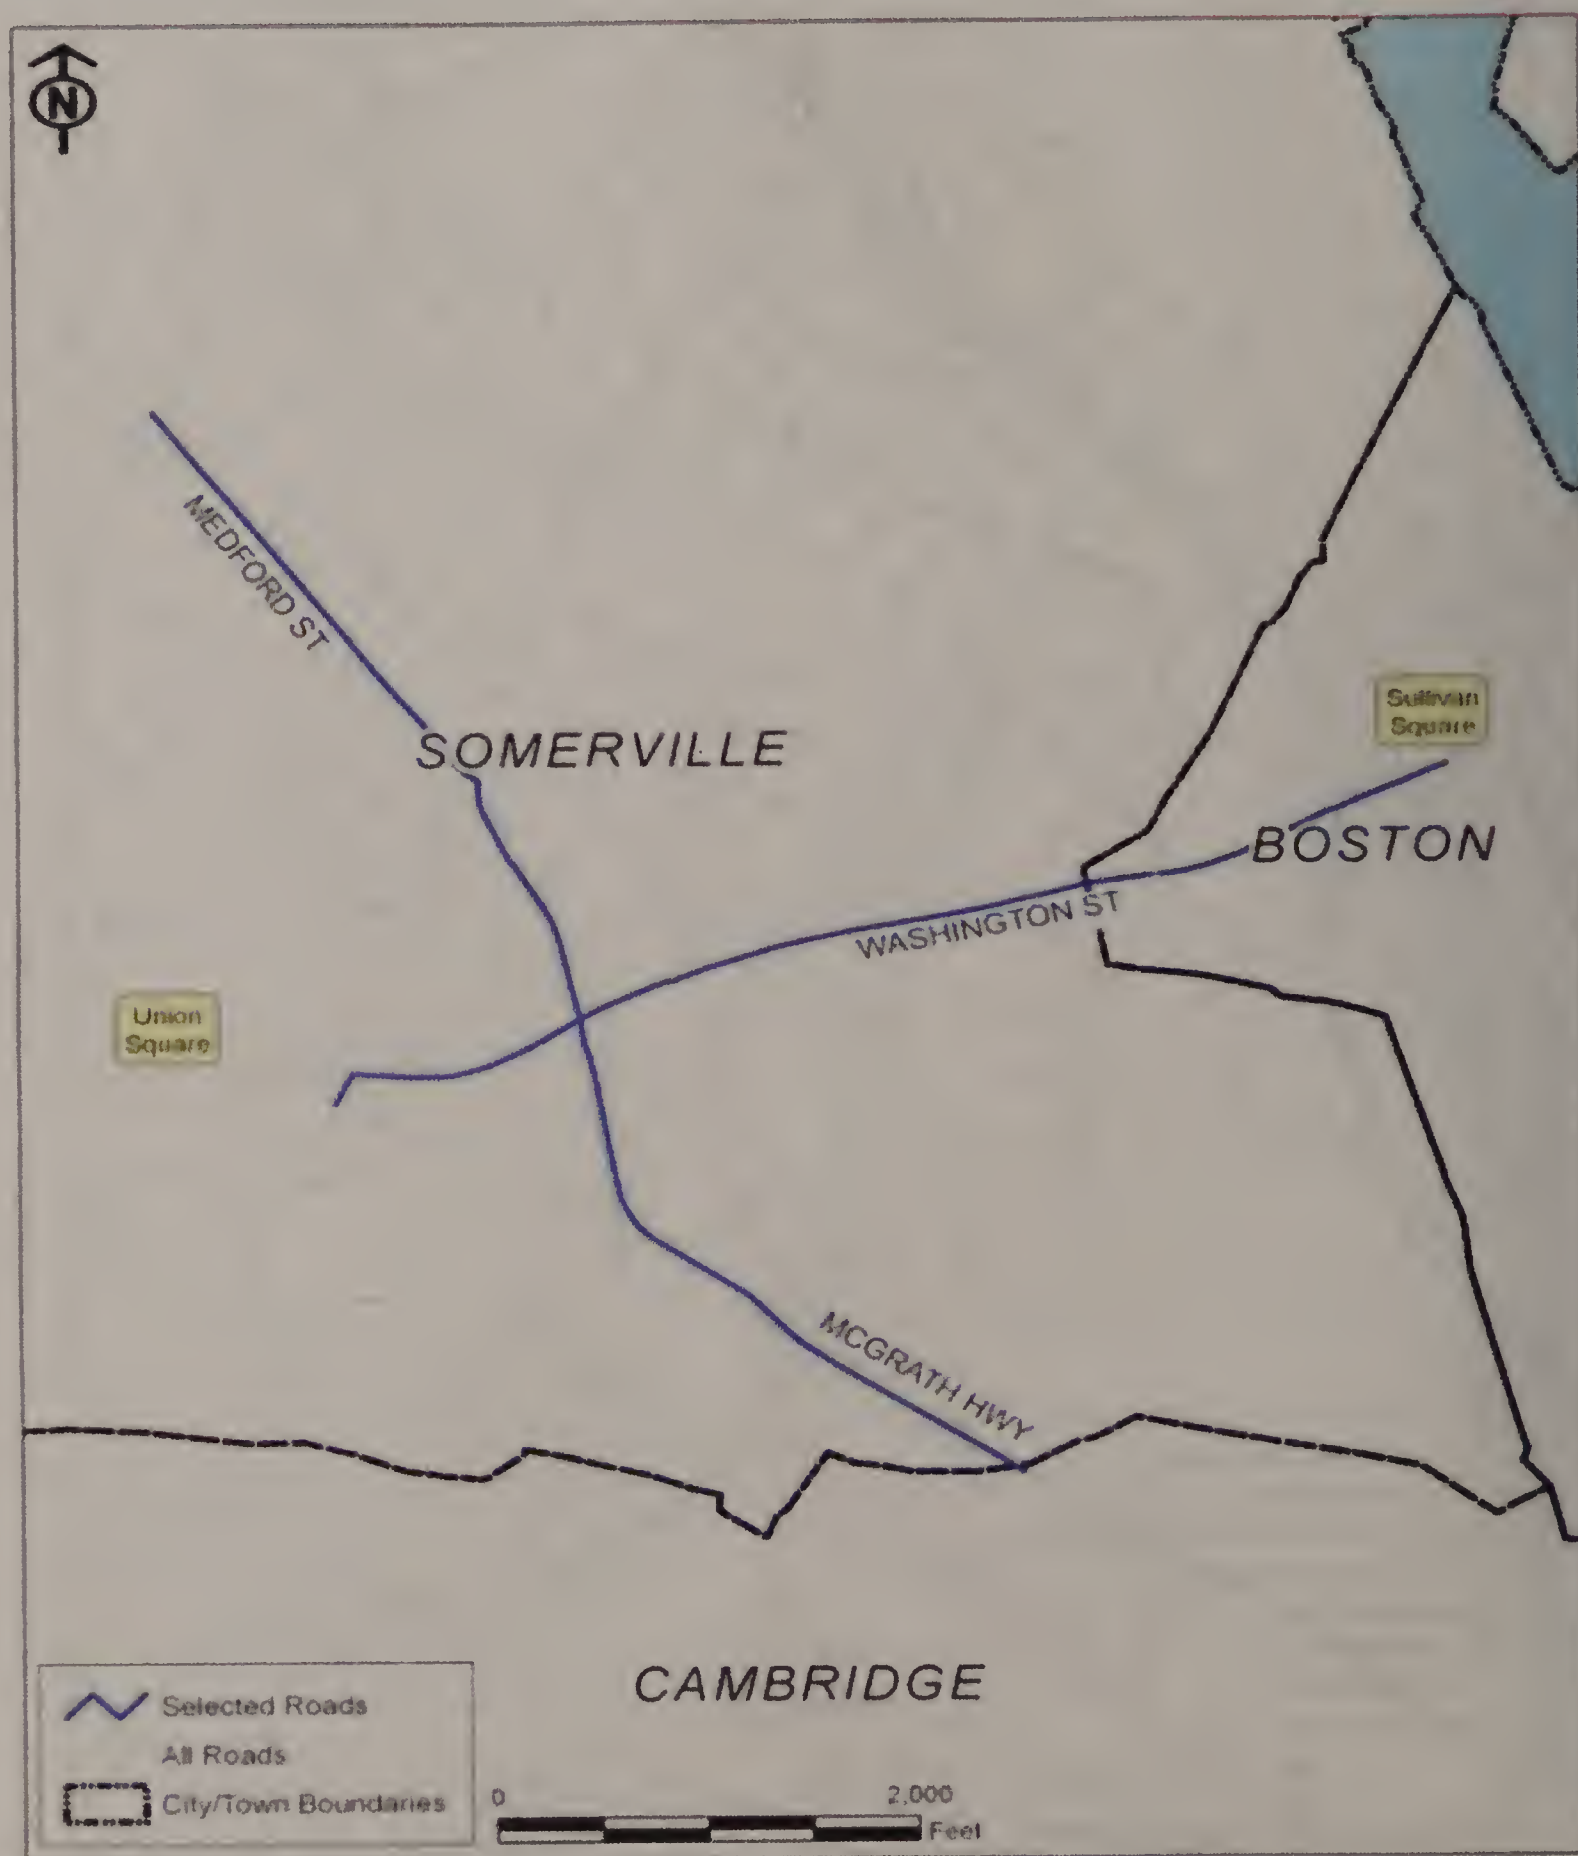 N
MEDFORD ST
SOMERVILLE
Sullivan
Square
BOSTON
WASHINGTON ST
Union
Square
MCGRATH HWY
CAMBRIDGE
Selected Roads
All Roads
City/Town Boundaries
0 2,000
Feet